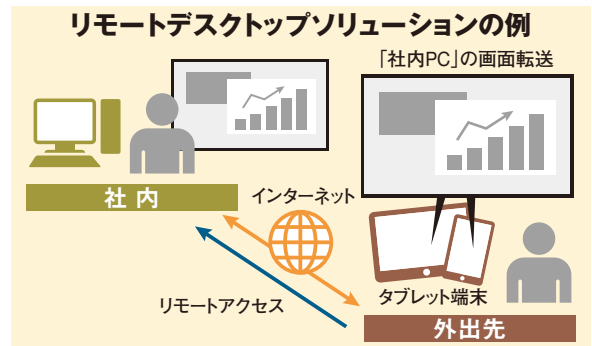 リモートデスクトップソリューションの例
「社内PC」の画面転送
社内
インターネット
リモートアクセス
タブレット端末
外出先